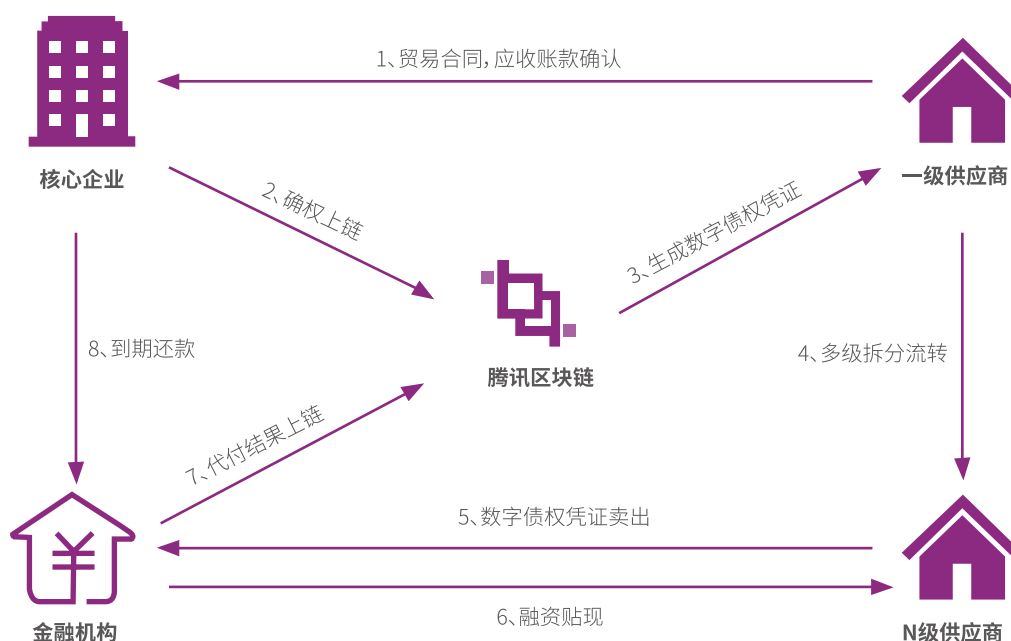 1、贸易合同，应收账款确认
核心企业
一级供应商
2、确权上链
3、生成数字债权凭证
腾讯区块链
8、到期还款
4、多级拆分流转
7、代付结果上链
5、数字债权凭证卖出
6、融资贴现
金融机构
N级供应商